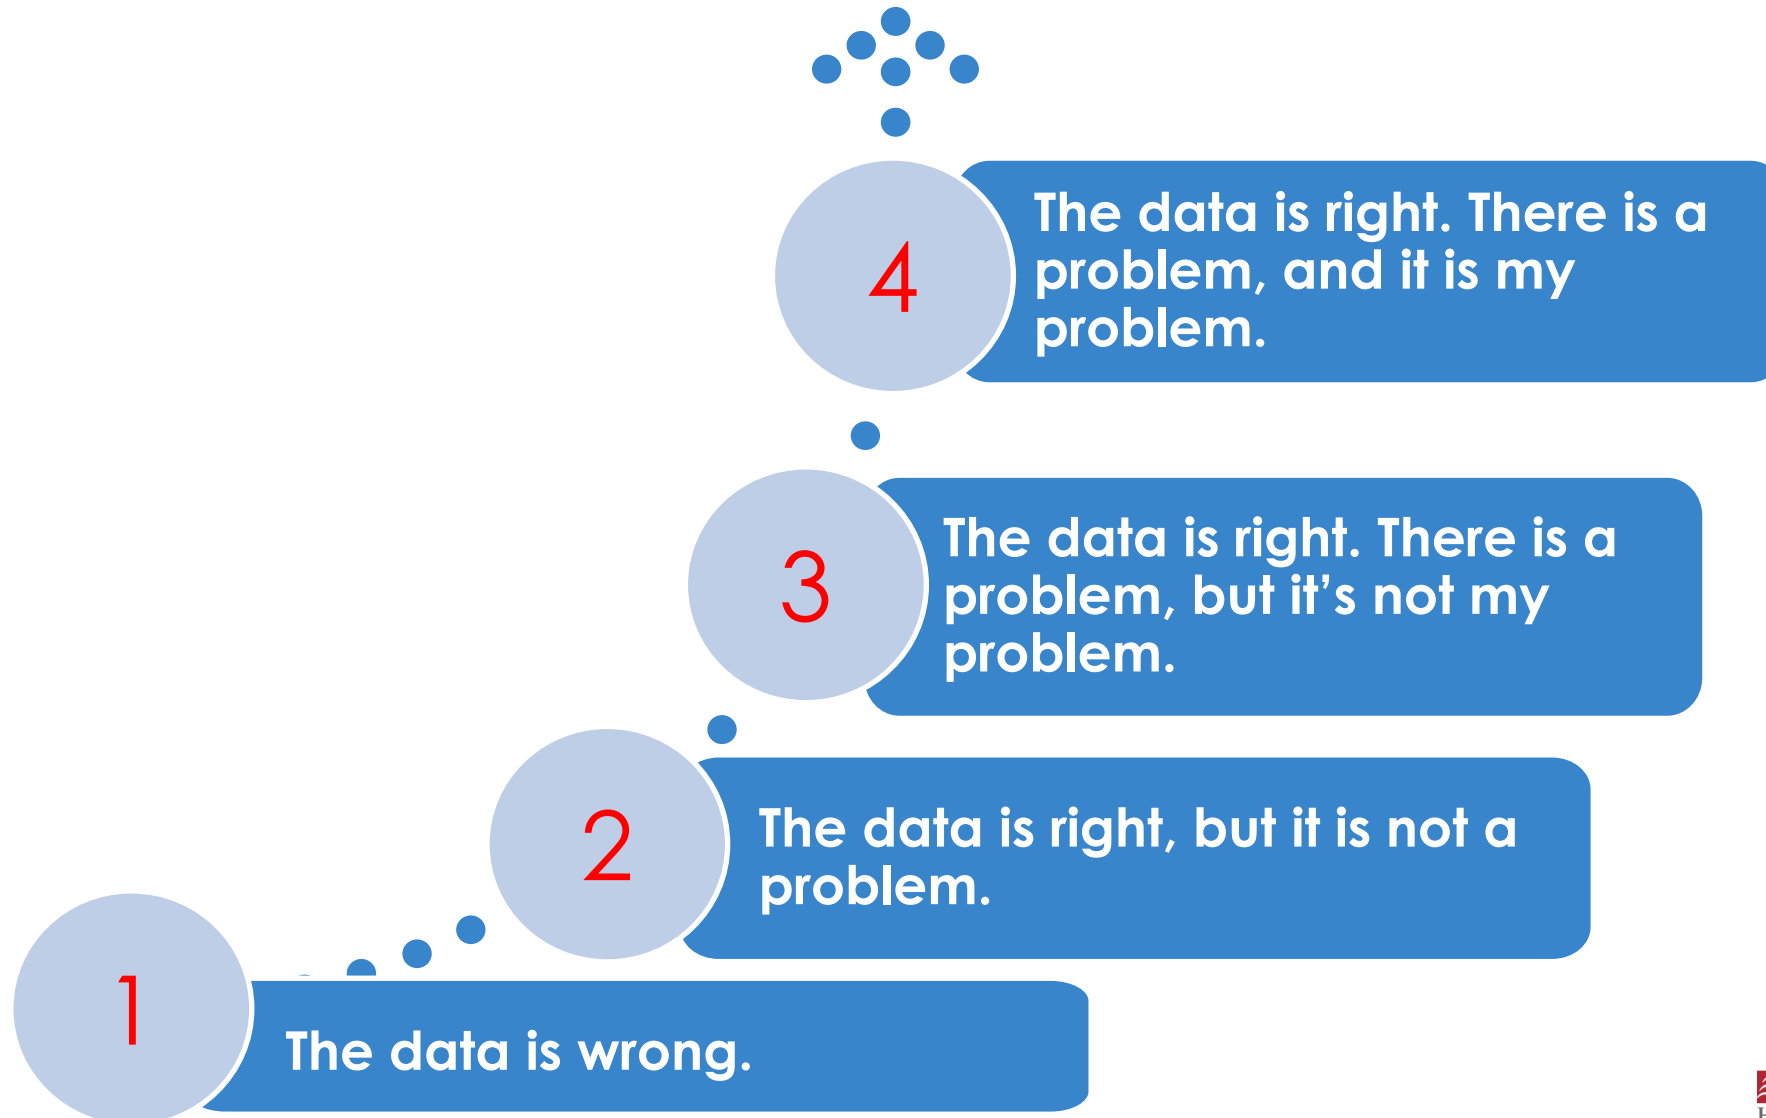 4
The data is right. There is a
problem, and it is my
problem.
3
The data is right. There is a
problem, but it’s not my
problem.
2
The data is right, but it is not a
problem.
1
The data is wrong.